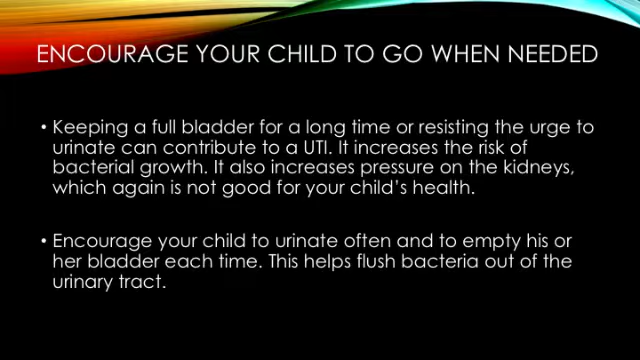 ENCOURAGE YOUR CHILD TO GO WHEN NEEDED
• Keeping a full bladder for a long time or resisting the urge to
urinate can contribute to a UTI. It increases the risk of
bacterial growth. It also increases pressure on the kidneys,
which again is not good for your child's health.
• Encourage your child to urinate often and to empty his or
her bladder each time. This helps flush bacteria out of the
urinary tract.